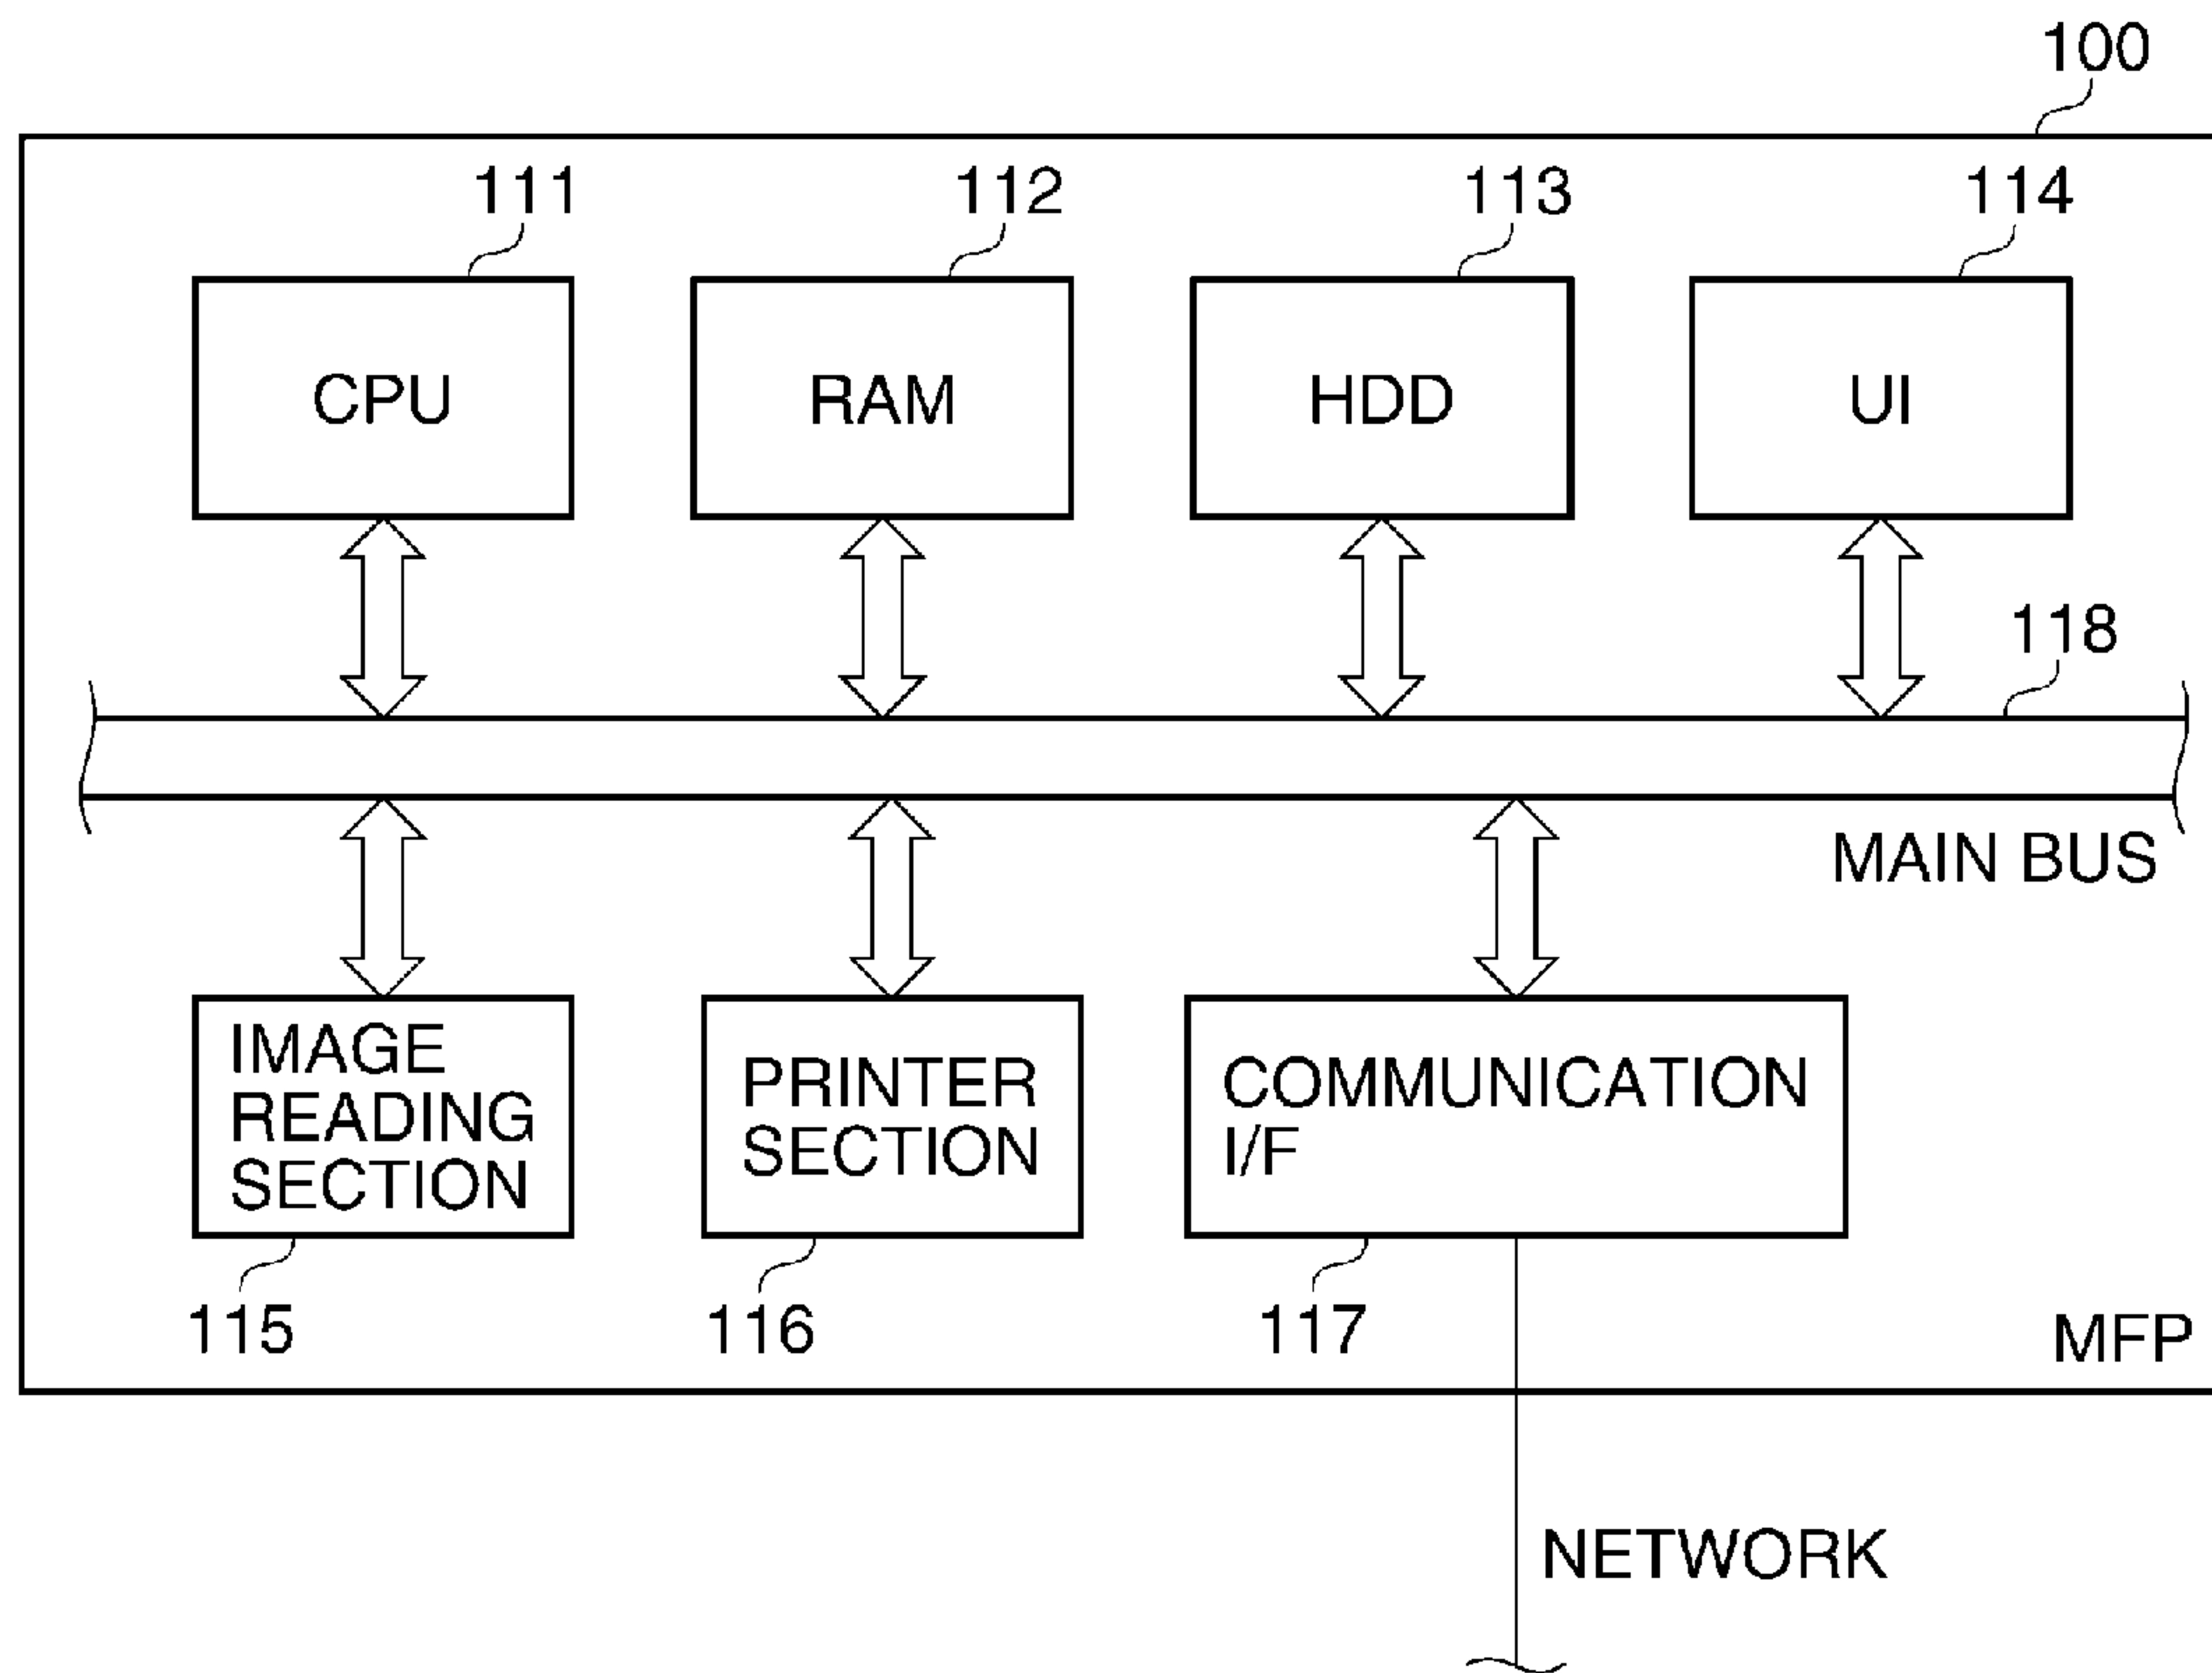 100
111
112
113
114
CPU
RAM
HDD
UI
118
MAIN BUS
IMAGE
READING
SECTION
PRINTER
SECTION
COMMUNICATION
I/F
115
116
117
MFP
NETWORK